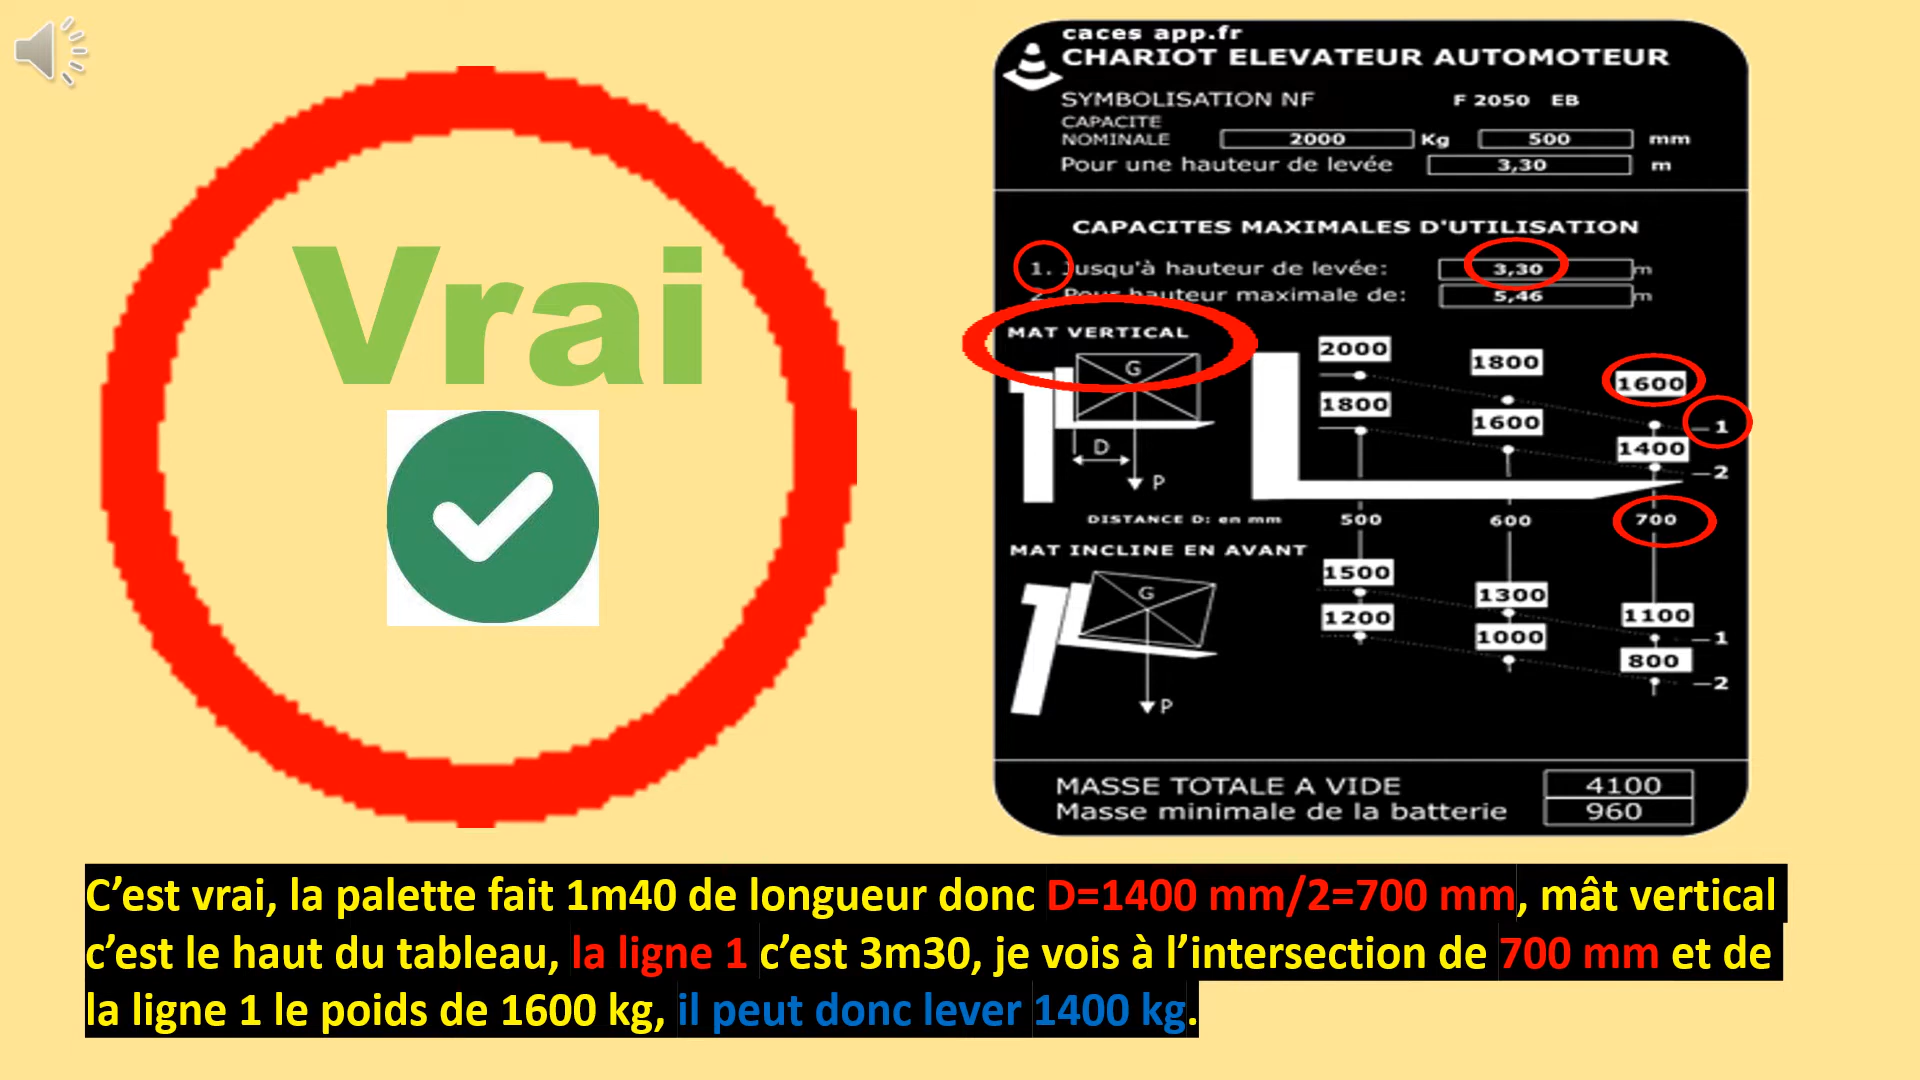 caces app.fr
CHARIOT ELEVATEUR AUTOMOTEUR
SYMBOLISATION NF F 2050 EB
CAPACITE
NOMINALE 2000 Kg 500 mm
Pour une hauteur de levée 3,30 m
CAPACITES MAXIMALES D'UTILISATION
1. Jusqu'à hauteur de levée: 3,30 m
2. Pour hauteur maximale de: 5,46 m
Vrai
MAT VERTICAL
2000 1800 1600
G
1800 1600 1400
1
2
D
P
DISTANCE D: en mm 500 600 700
MAT INCLINE EN AVANT
1500 1300 1100
G
1200 1000 800
1
2
P
MASSE TOTALE A VIDE 4100
Masse minimale de la batterie 960
C’est vrai, la palette fait 1m40 de longueur donc D=1400 mm/2=700 mm, mât vertical
c’est le haut du tableau, la ligne 1 c’est 3m30, je vois à l’intersection de 700 mm et de
la ligne 1 le poids de 1600 kg, il peut donc lever 1400 kg.